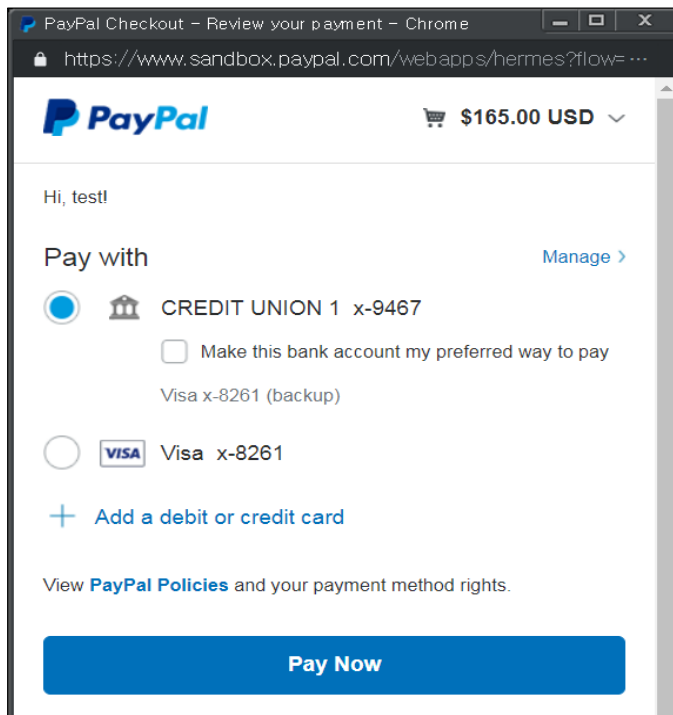 PayPal Checkout - Review your payment - Chrome
https://www.sandbox.paypal.com/webapps/hermes?flow=···
PayPal $165.00 USD
Hi, test!
Pay with Manage
CREDIT UNION 1 x-9467
Make this bank account my preferred way to pay
Visa x-8261 (backup)
VISA Visa x-8261
Add a debit or credit card
View PayPal Policies and your payment method rights.
Pay Now